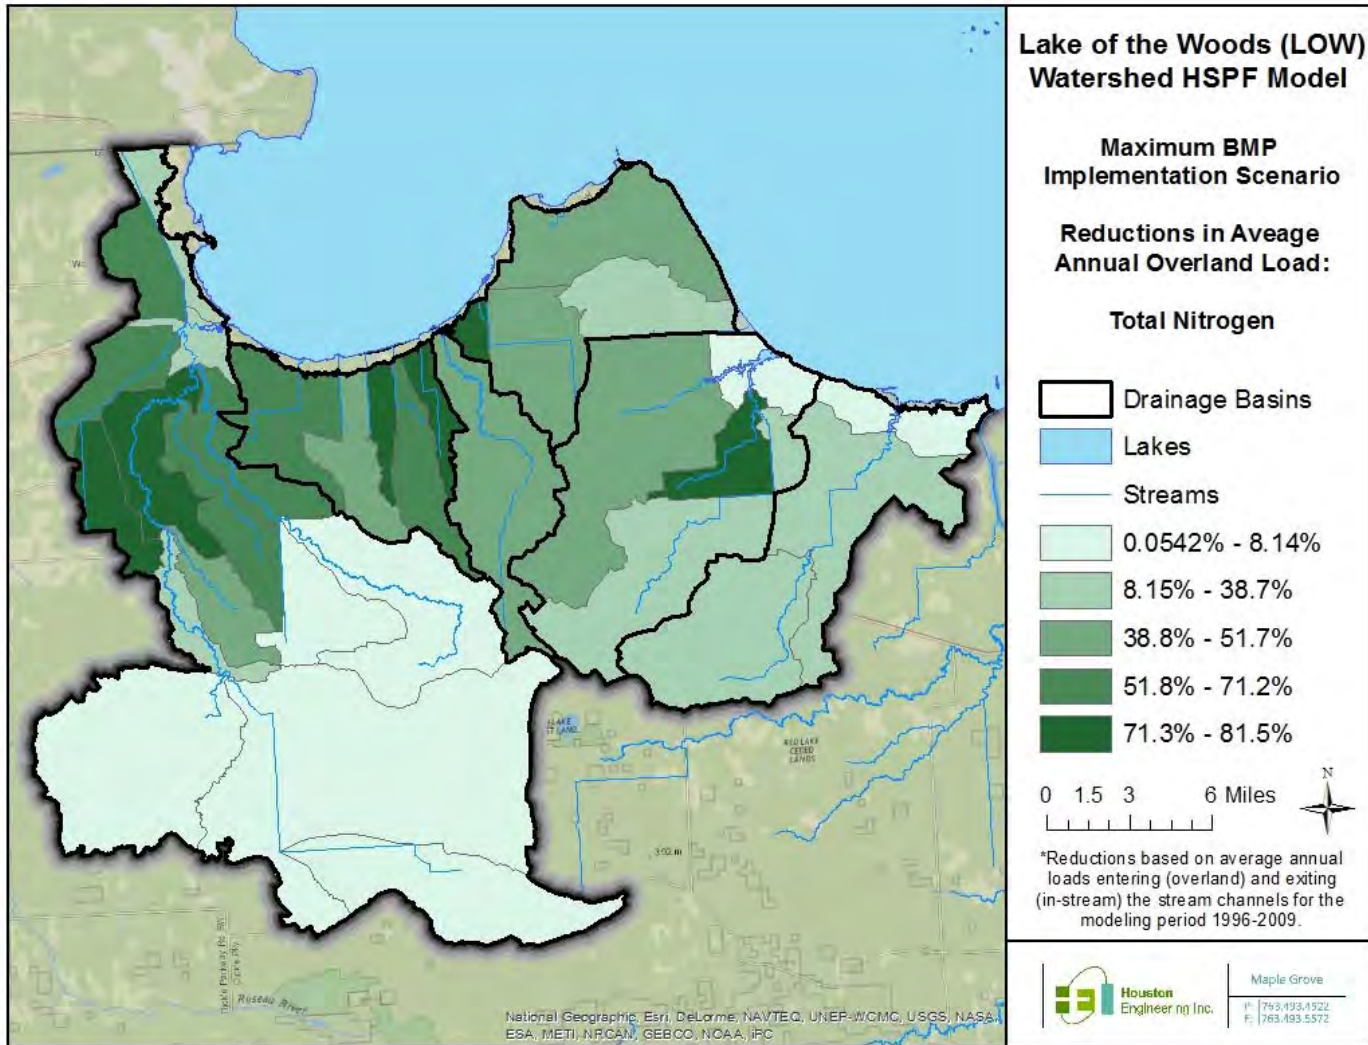 Lake of the Woods (LOW)
Watershed HSPF Model
Maximum BMP
Implementation Scenario
Reductions in Aveage
Annual Overland Load:
Total Nitrogen
Drainage Basins
Lakes
Streams
0.0542% - 8.14%
8.15% - 38.7%
38.8% - 51.7%
51.8% - 71.2%
71.3% - 81.5%
0 1.5 3 6 Miles
N
*Reductions based on average annual
loads entering (overland) and exiting
(in-stream) the stream channels for the
modeling period 1996-2009.
Houston
Engineering Inc.
Maple Grove
P: 763.493.4522
F: 763.493.5572
RED LAKE
CEDED
LANDS
Roseau River
National Geographic, Esri, DeLorme, NAVTEQ, UNEP-WCMC, USGS, NASA,
ESA, METI, NRCAN, GEBCO, NOAA, iPC